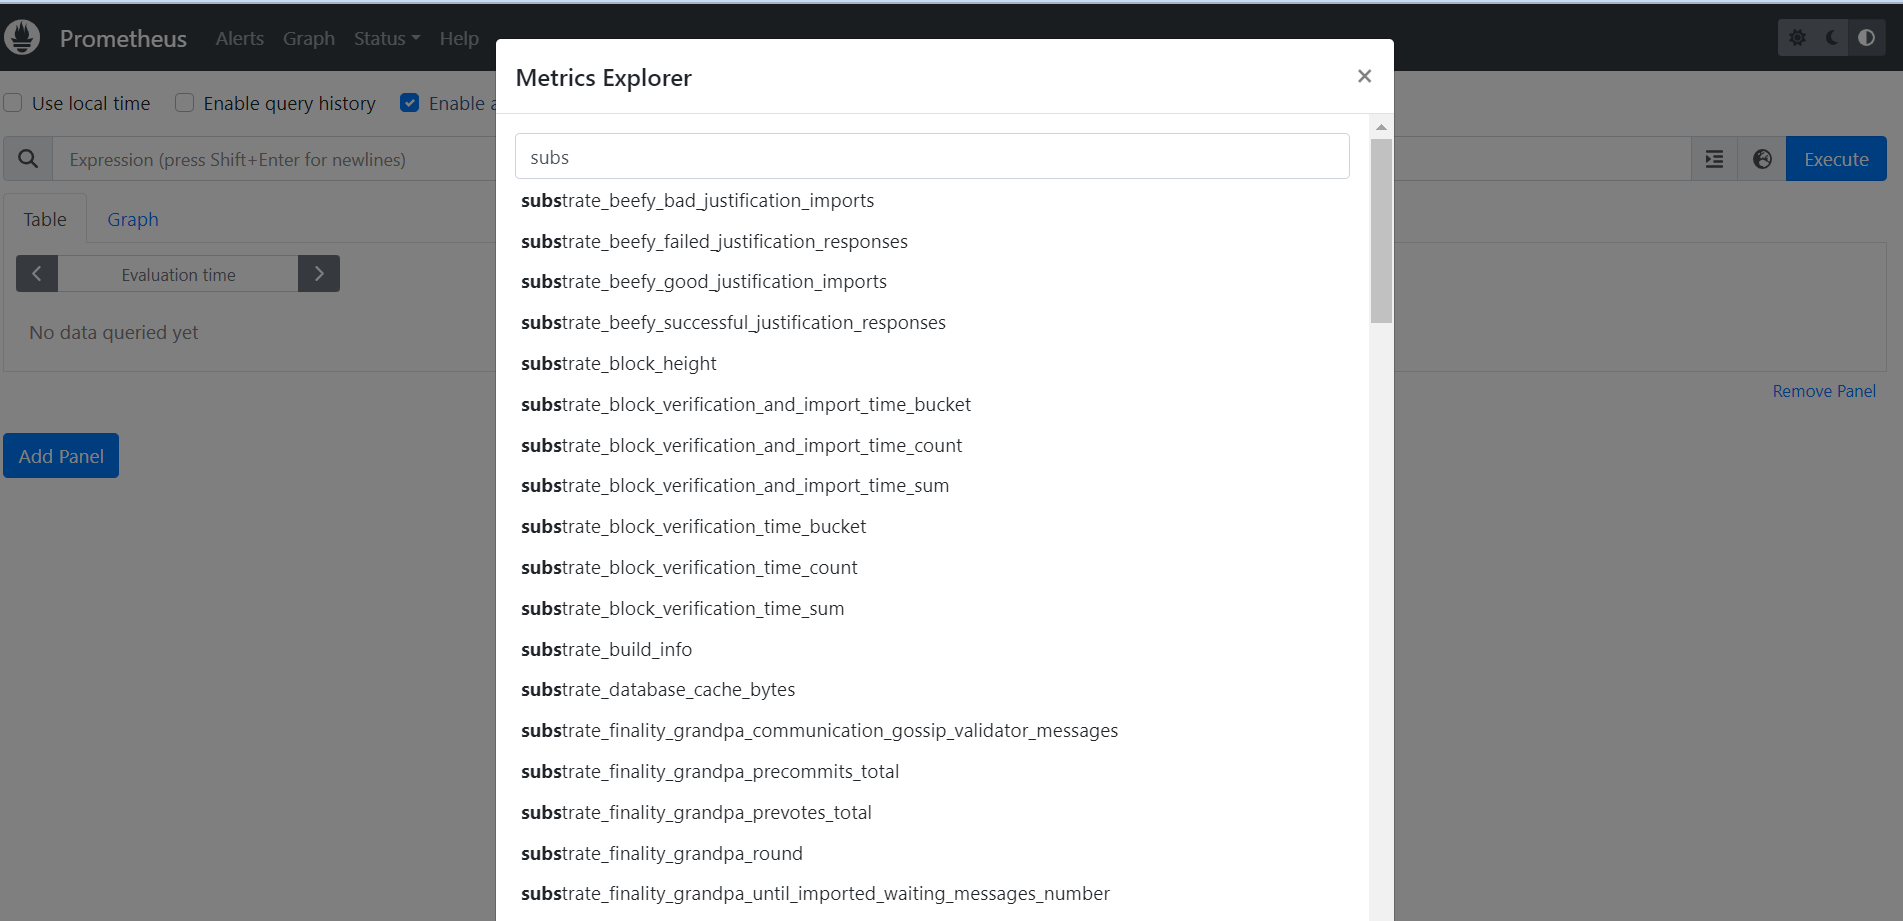 Prometheus Alerts Graph Status Help
Metrics Explorer ×
Use local time Enable query history Enable
subs
Expression (press Shift+Enter for newlines) Execute
Table Graph
Evaluation time
No data queried yet
Remove Panel
Add Panel
substrate_beefy_bad_justification_imports
substrate_beefy_failed_justification_responses
substrate_beefy_good_justification_imports
substrate_beefy_successful_justification_responses
substrate_block_height
substrate_block_verification_and_import_time_bucket
substrate_block_verification_and_import_time_count
substrate_block_verification_and_import_time_sum
substrate_block_verification_time_bucket
substrate_block_verification_time_count
substrate_block_verification_time_sum
substrate_build_info
substrate_database_cache_bytes
substrate_finality_grandpa_communication_gossip_validator_messages
substrate_finality_grandpa_precommits_total
substrate_finality_grandpa_prevotes_total
substrate_finality_grandpa_round
substrate_finality_grandpa_until_imported_waiting_messages_number